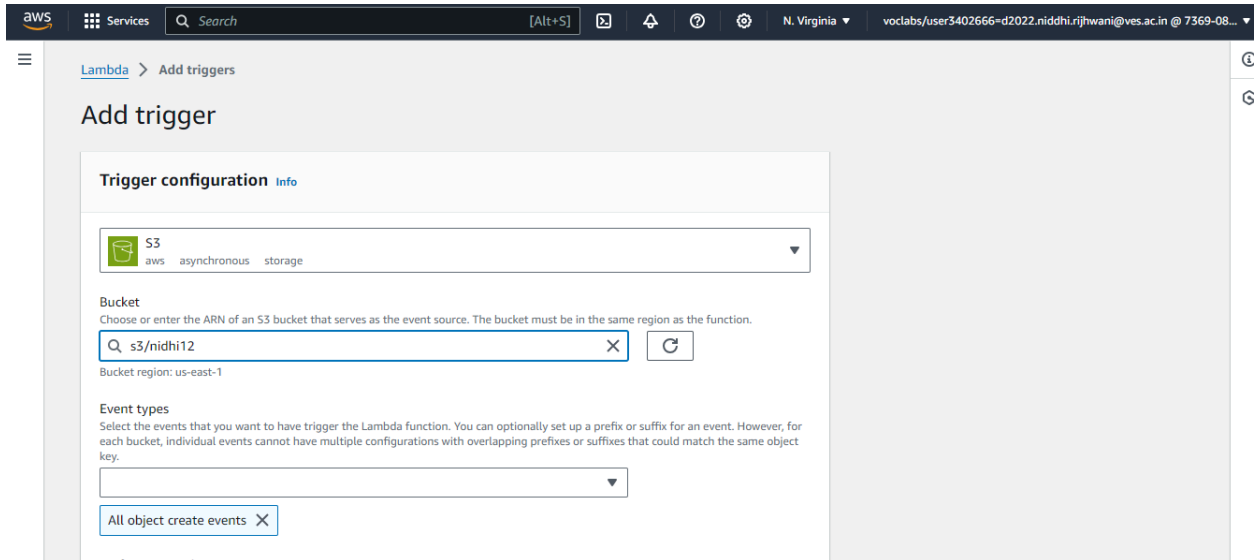 aws Services Search [Alt+S] N. Virginia voclabs/user3402666=d2022.niddhi.rijhwani@ves.ac.in @ 7369-08...
Lambda > Add triggers
Add trigger
Trigger configuration Info
S3
aws asynchronous storage
Bucket
Choose or enter the ARN of an S3 bucket that serves as the event source. The bucket must be in the same region as the function.
s3/nidhi12
Bucket region: us-east-1
Event types
Select the events that you want to have trigger the Lambda function. You can optionally set up a prefix or suffix for an event. However, for
each bucket, individual events cannot have multiple configurations with overlapping prefixes or suffixes that could match the same object
key.
All object create events